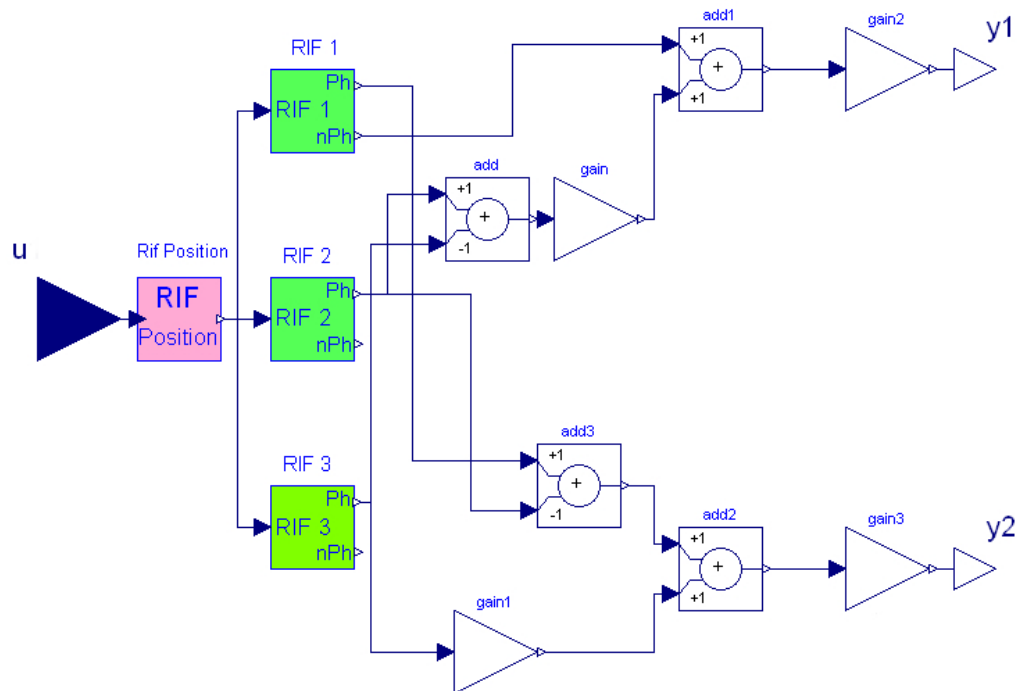 add1
gain2
y1
RIF 1
+1
+
+1
Ph
RIF 1
nPh
add
gain
+1
+
-1
u
Rif Position
RIF 2
RIF
Position
Ph
RIF 2
nPh
add3
RIF 3
+1
+
-1
Ph
RIF 3
nPh
add2
gain3
y2
+1
+
+1
gain1